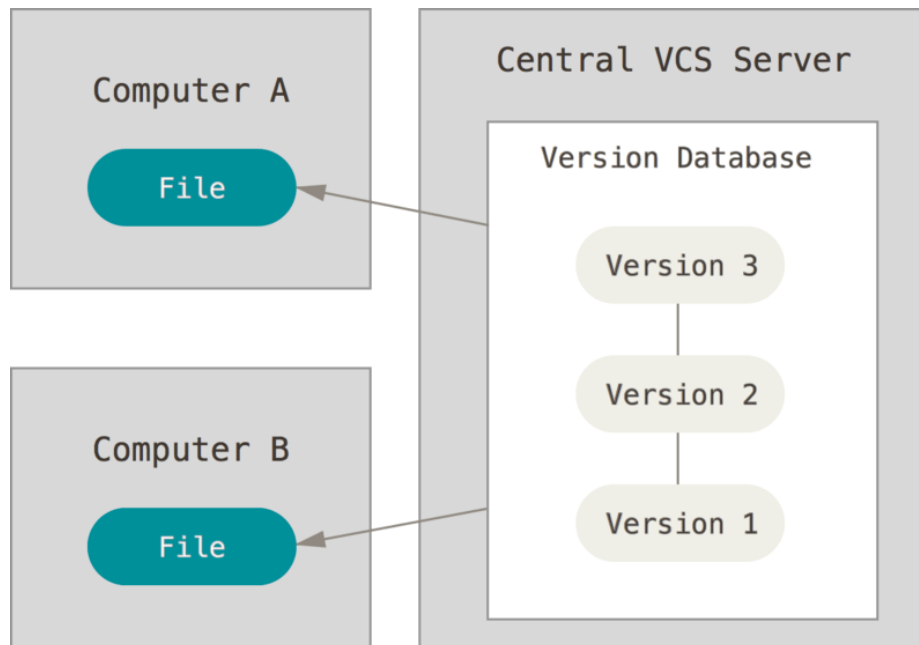 Computer A
File
Computer B
File
Central VCS Server
Version Database
Version 3
Version 2
Version 1